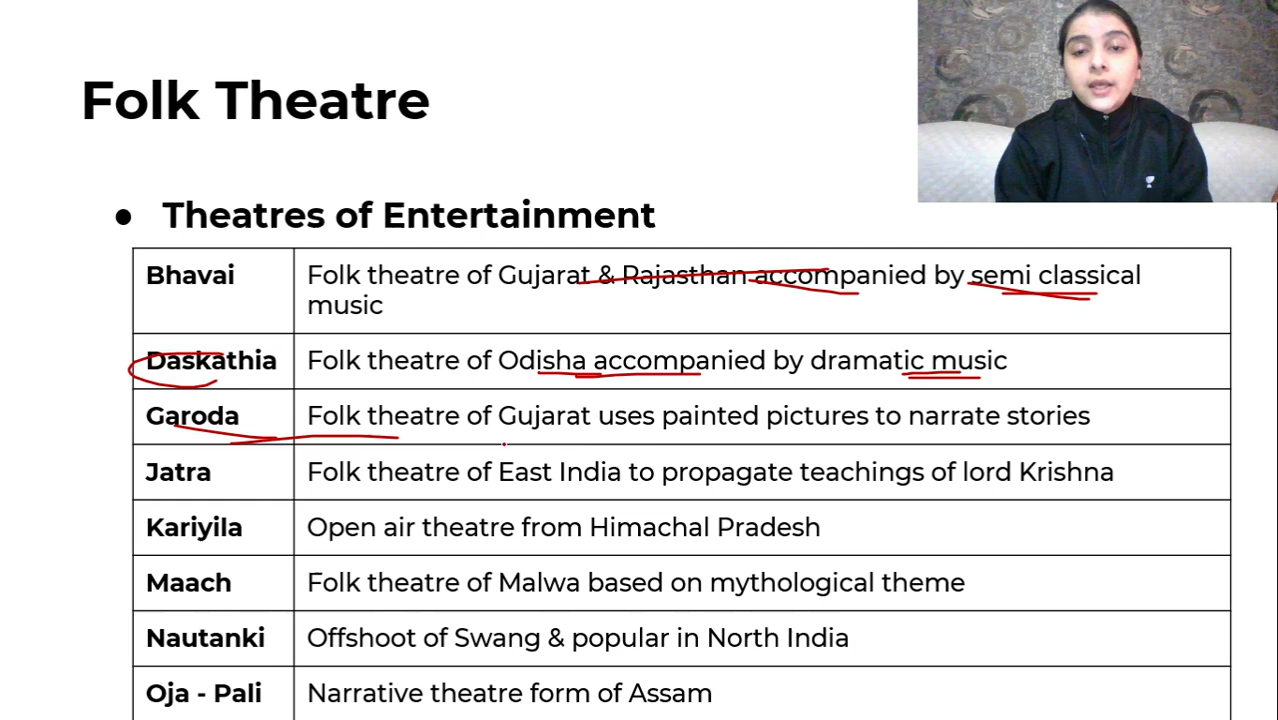 Folk Theatre
● Theatres of Entertainment
Bhavai Folk theatre of Gujarat & Rajasthan accompanied by semi classical
music
Daskathia Folk theatre of Odisha accompanied by dramatic music
Garoda Folk theatre of Gujarat uses painted pictures to narrate stories
Jatra Folk theatre of East India to propagate teachings of lord Krishna
Kariyila Open air theatre from Himachal Pradesh
Maach Folk theatre of Malwa based on mythological theme
Nautanki Offshoot of Swang & popular in North India
Oja - Pali Narrative theatre form of Assam